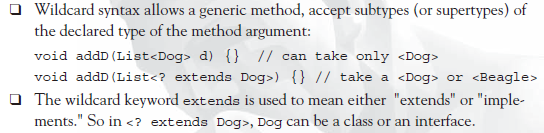 ❑ Wildcard syntax allows a generic method, accept subtypes (or supertypes) of
the declared type of the method argument:
void addD(List<Dog> d) {} // can take only <Dog>
void addD(List<? extends Dog>) {} // take a <Dog> or <Beagle>
❑ The wildcard keyword extends is used to mean either "extends" or "imple-
ments." So in <? extends Dog>, Dog can be a class or an interface.